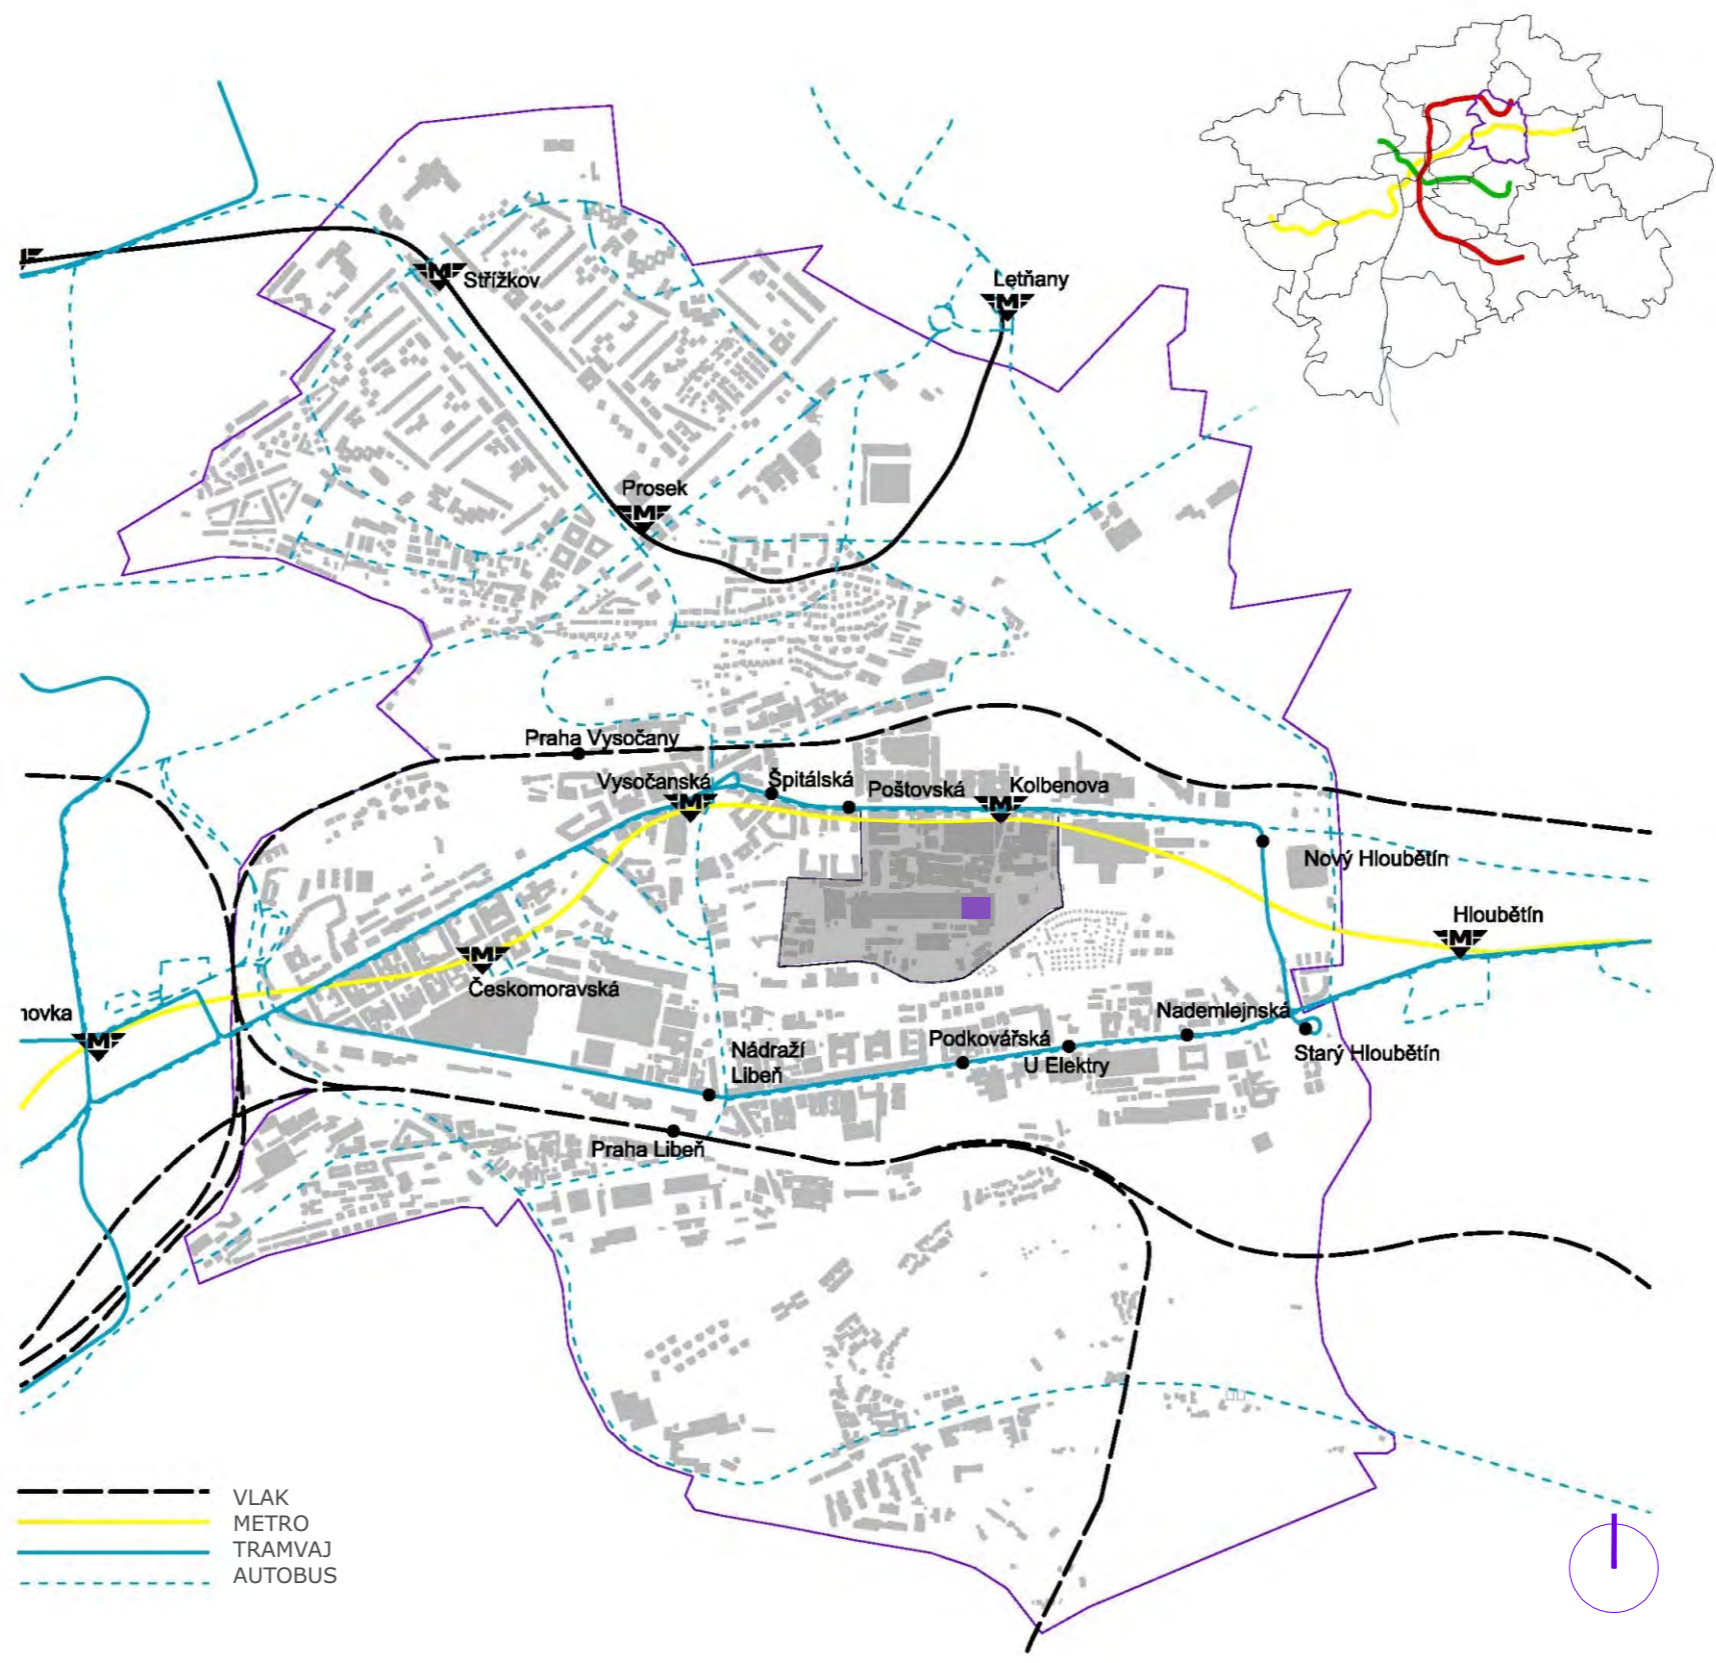 Letňany
Střížkov
Prosek
Praha Vysočany
Vysočanská
Špitálská
Poštovská
Kolbenova
Nový Hloubětín
Hloubětín
Českomoravská
novka
Nádraží
Libeň
Podkovářská
U Elektry
Nademlejnská
Starý Hloubětín
Praha Libeň
VLAK
METRO
TRAMVAJ
AUTOBUS
M
M
M
M
M
M
M
M